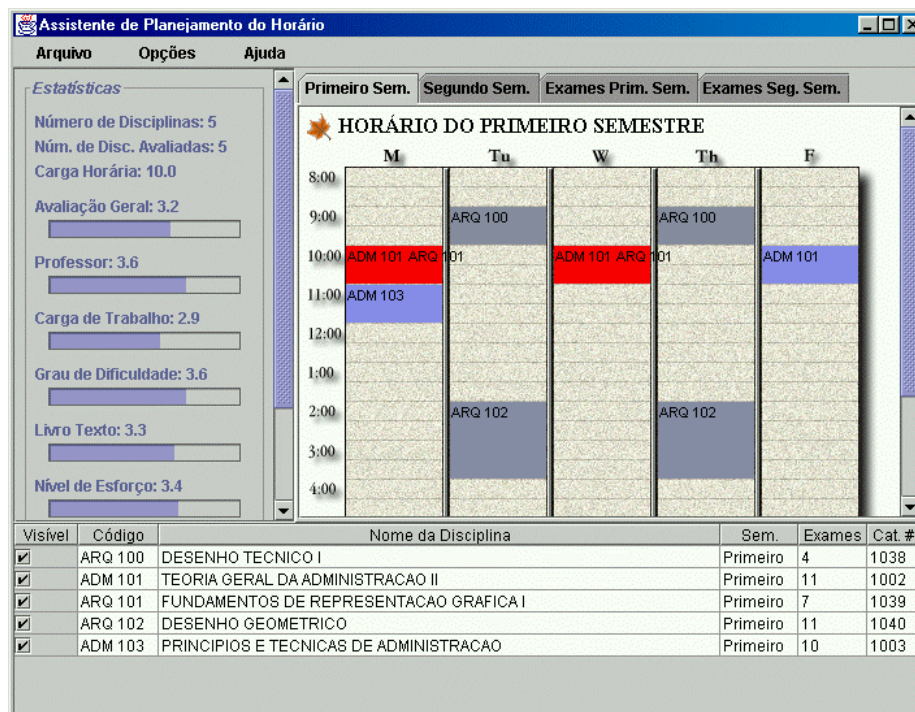 Assistente de Planejamento do Horário
Arquivo Opções Ajuda
Estatísticas
Número de Disciplinas: 5
Núm. de Disc. Avaliadas: 5
Carga Horária: 10.0
Avaliação Geral: 3.2
Professor: 3.6
Carga de Trabalho: 2.9
Grau de Dificuldade: 3.6
Livro Texto: 3.3
Nível de Esforço: 3.4
Primeiro Sem. Segundo Sem. Exames Prim. Sem. Exames Seg. Sem.
HORÁRIO DO PRIMEIRO SEMESTRE
M Tu W Th F
8:00
9:00 ARQ 100 ARQ 100
10:00 ADM 101 ARQ 101 ADM 101 ARQ 101 ADM 101
11:00 ADM 103
12:00
1:00
2:00 ARQ 102 ARQ 102
3:00
4:00
Visível Código Nome da Disciplina Sem. Exames Cat. #
ARQ 100 DESENHO TECNICO I Primeiro 4 1038
ADM 101 TEORIA GERAL DA ADMINISTRACAO II Primeiro 11 1002
ARQ 101 FUNDAMENTOS DE REPRESENTACAO GRAFICA I Primeiro 7 1039
ARQ 102 DESENHO GEOMETRICO Primeiro 11 1040
ADM 103 PRINCIPIOS E TECNICAS DE ADMINISTRACAO Primeiro 10 1003